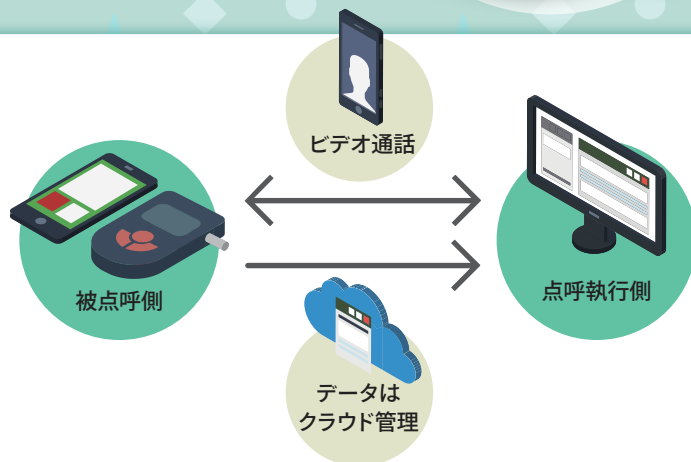 ビデオ通話
被点呼側
点呼執行側
データは
クラウド管理